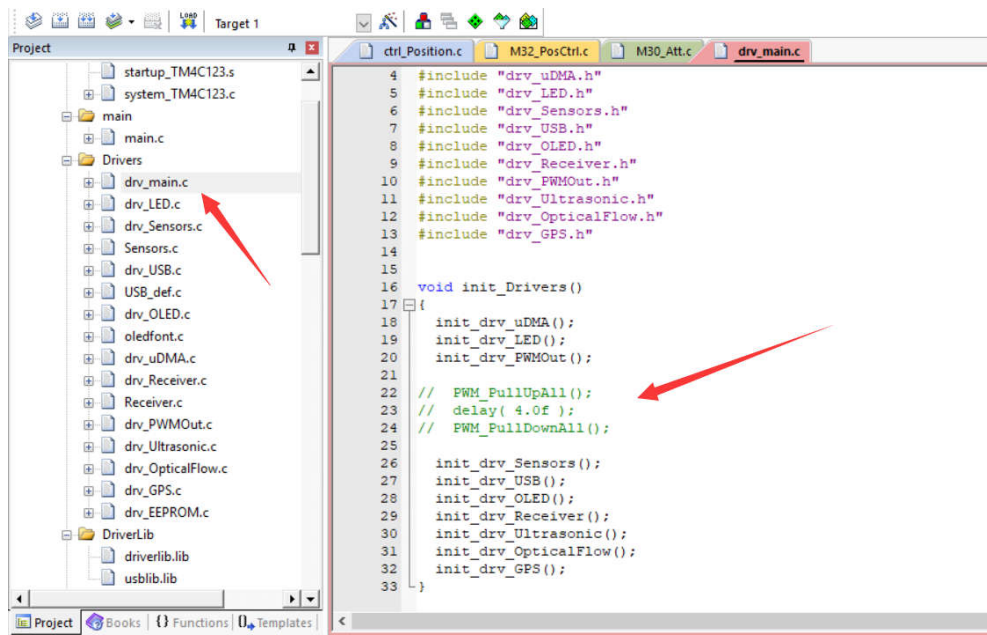 LOAD
Target 1
Project
startup_TM4C123.s
system_TM4C123.c
main
main.c
Drivers
drv_main.c
drv_LED.c
drv_Sensors.c
Sensors.c
drv_USB.c
USB_def.c
drv_OLED.c
oledfont.c
drv_uDMA.c
drv_Receiver.c
Receiver.c
drv_PWMOut.c
drv_Ultrasonic.c
drv_OpticalFlow.c
drv_GPS.c
drv_EEPROM.c
DriverLib
driverlib.lib
usblib.lib
Project Books {} Functions 0 Templates
ctrl_Position.c M32_PosCtrl.c M30_Att.c drv_main.c
4 #include "drv_uDMA.h"
5 #include "drv_LED.h"
6 #include "drv_Sensors.h"
7 #include "drv_USB.h"
8 #include "drv_OLED.h"
9 #include "drv_Receiver.h"
10 #include "drv_PWMOut.h"
11 #include "drv_Ultrasonic.h"
12 #include "drv_OpticalFlow.h"
13 #include "drv_GPS.h"
14
15
16 void init_Drivers()
17 {
18 init_drv_uDMA();
19 init_drv_LED();
20 init_drv_PWMOut();
21
22 // PWM_PullUpAll();
23 // delay( 4.0f );
24 // PWM_PullDownAll();
25
26 init_drv_Sensors();
27 init_drv_USB();
28 init_drv_OLED();
29 init_drv_Receiver();
30 init_drv_Ultrasonic();
31 init_drv_OpticalFlow();
32 init_drv_GPS();
33 }